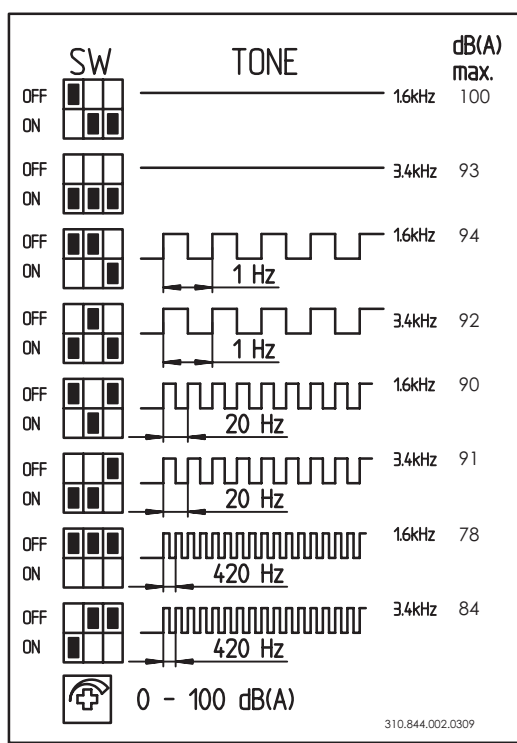 SW TONE dB(A)
max.
OFF
ON
1.6kHz 100
OFF
ON
3.4kHz 93
OFF
ON
1 Hz
1.6kHz 94
OFF
ON
1 Hz
3.4kHz 92
OFF
ON
20 Hz
1.6kHz 90
OFF
ON
20 Hz
3.4kHz 91
OFF
ON
420 Hz
1.6kHz 78
OFF
ON
420 Hz
3.4kHz 84
0 - 100 dB(A)
310.844.002.0309